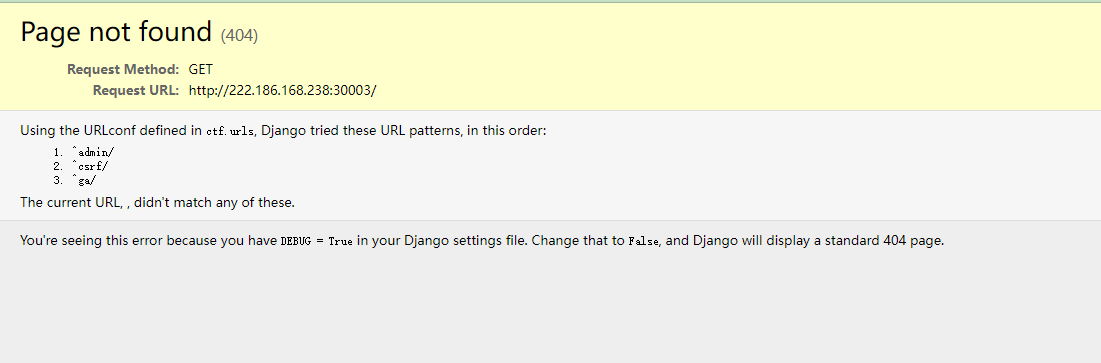 Page not found (404)
Request Method: GET
Request URL: http://222.186.168.238:30003/
Using the URLconf defined in ctf.urls, Django tried these URL patterns, in this order:
1. ^admin/
2. ^csrf/
3. ^ga/
The current URL, , didn't match any of these.
You're seeing this error because you have DEBUG = True in your Django settings file. Change that to False, and Django will display a standard 404 page.